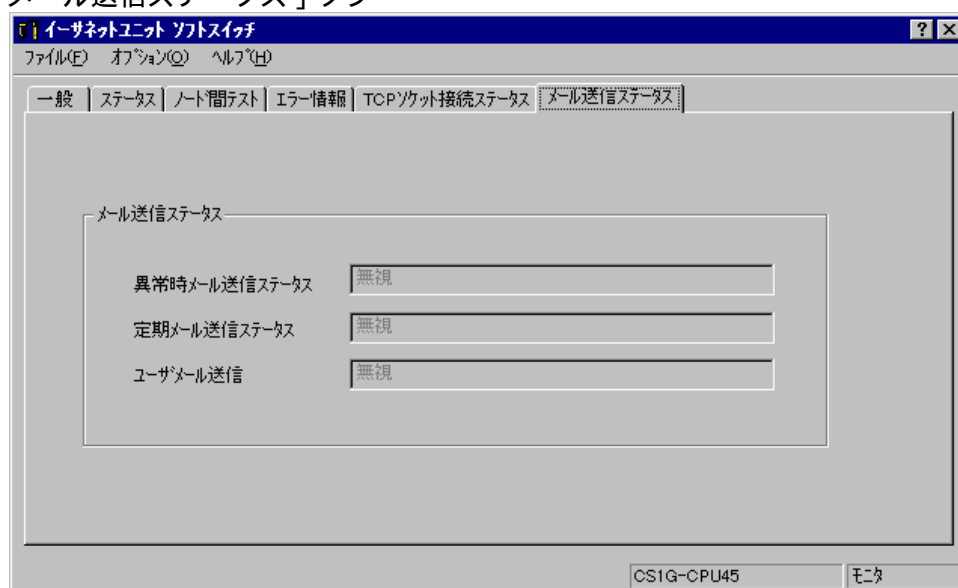 メール送信ステータス］タブ
イーサネットユニット ソフトスイッチ
ファイル(F) オプション(O) ヘルプ(H)
一般 ステータス ノード間テスト エラー情報 TCPソケット接続ステータス メール送信ステータス
メール送信ステータス
異常時メール送信ステータス 無視
定期メール送信ステータス 無視
ユーザメール送信 無視
CS1G-CPU45 モニタ